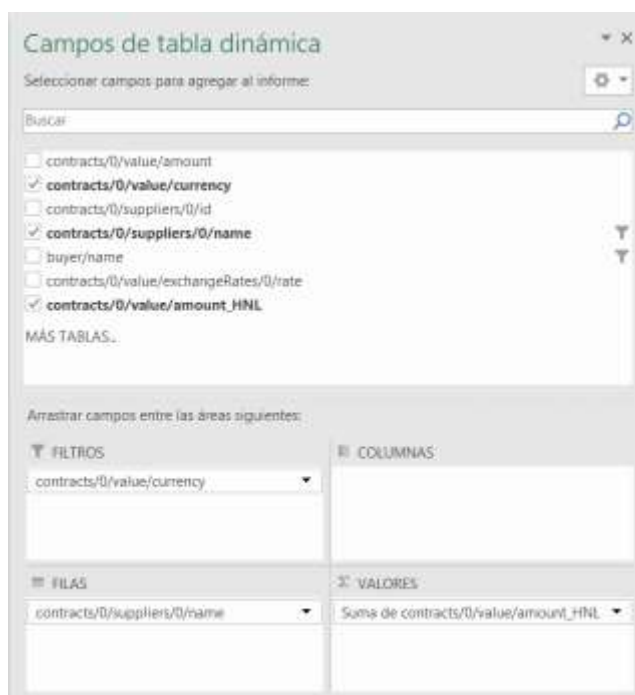 Campos de tabla dinámica
Seleccionar campos para agregar al informe:
Buscar
contracts/0/value/amount
contracts/0/value/currency
contracts/0/suppliers/0/id
contracts/0/suppliers/0/name
buyer/name
contracts/0/value/exchangeRates/0/rate
contracts/0/value/amount_HNL
MÁS TABLAS...
Arrastrar campos entre las áreas siguientes:
FILTROS
COLUMNAS
contracts/0/value/currency
FILAS
Σ VALORES
contracts/0/suppliers/0/name
Suma de contracts/0/value/amount_HNL